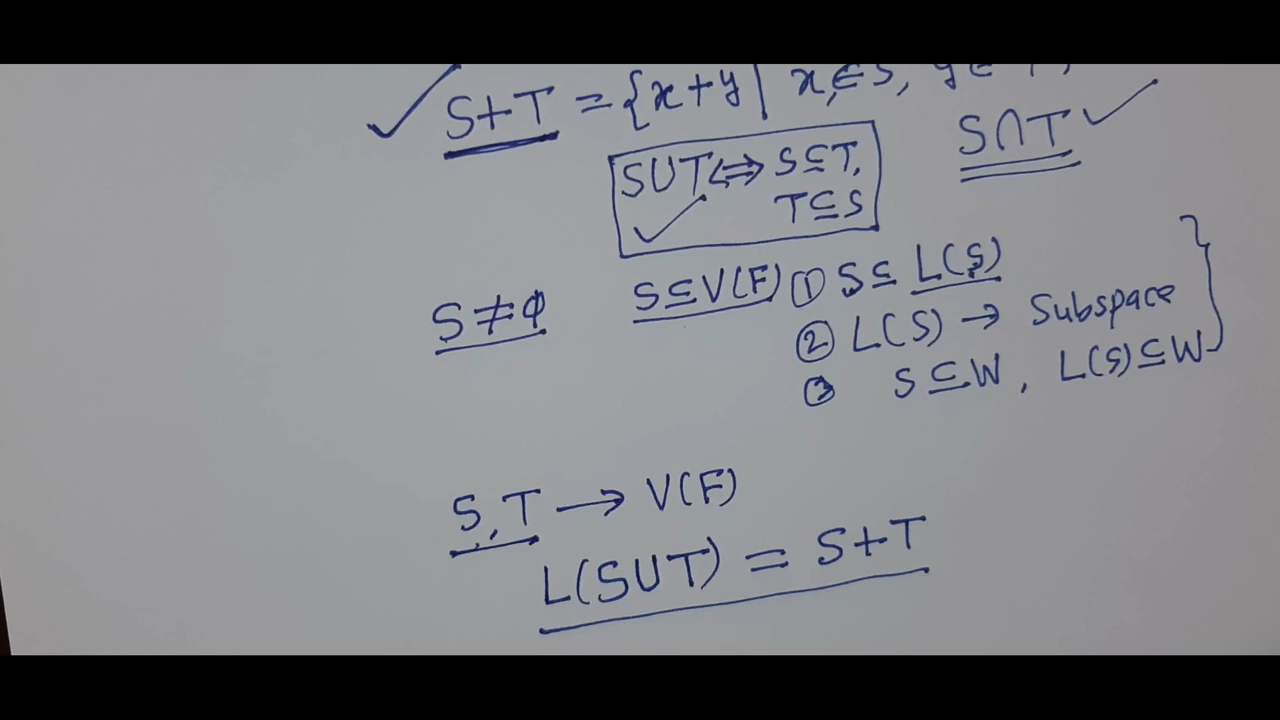 S+T = {x+y | x∈S, y∈T,
S∪T ⇔ S⊆T,
T⊆S
S∩T
S≠ϕ S⊆V(F) ① S⊆ L(S)
② L(S) → Subspace
③ S⊆W, L(S)⊆W
S,T → V(F)
L(S∪T) = S+T